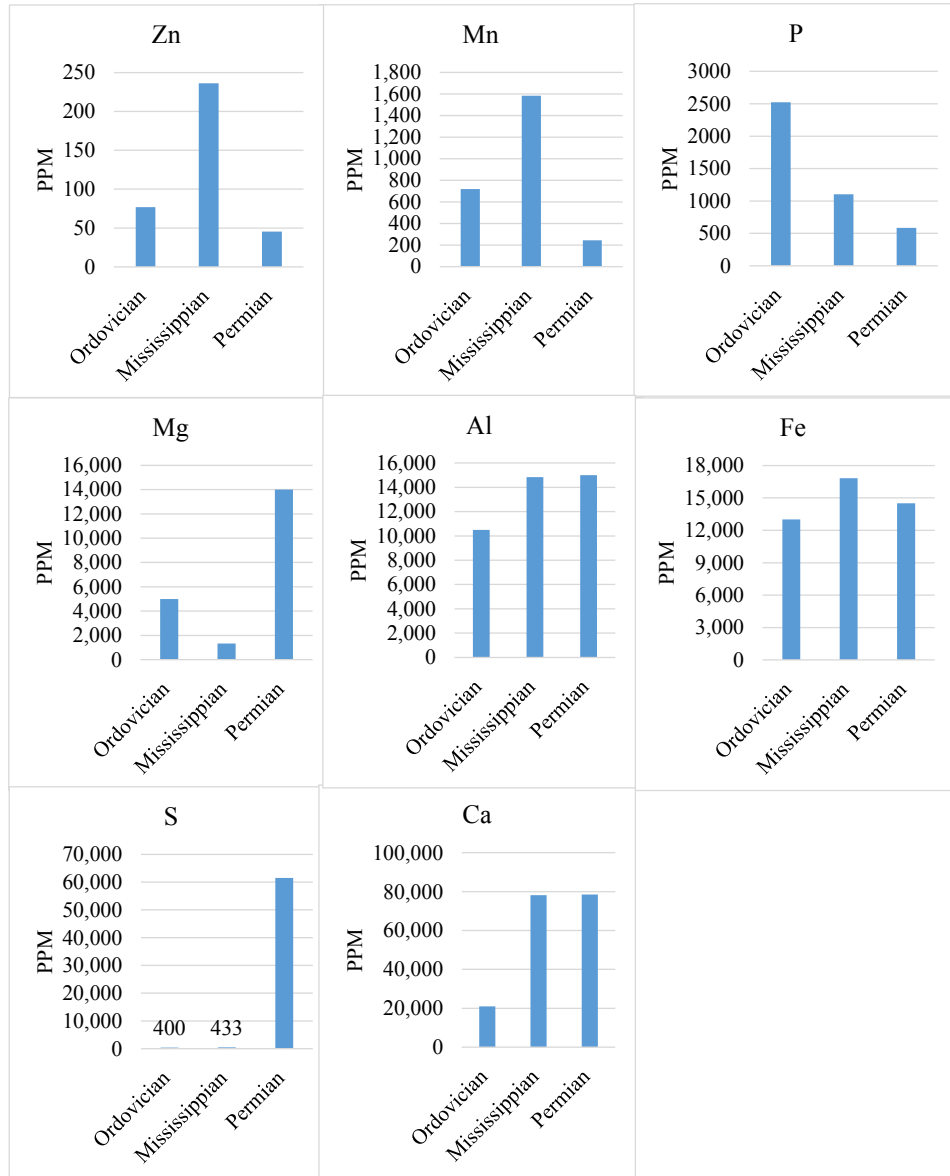 Zn
250
200
150
100
50
0
PPM
Ordovician
Mississippian
Permian
Mn
1,800
1,600
1,400
1,200
1,000
800
600
400
200
0
PPM
Ordovician
Mississippian
Permian
P
3000
2500
2000
1500
1000
500
0
PPM
Ordovician
Mississippian
Permian
Mg
16,000
14,000
12,000
10,000
8,000
6,000
4,000
2,000
0
PPM
Ordovician
Mississippian
Permian
Al
16,000
14,000
12,000
10,000
8,000
6,000
4,000
2,000
0
PPM
Ordovician
Mississippian
Permian
Fe
18,000
15,000
12,000
9,000
6,000
3,000
0
PPM
Ordovician
Mississippian
Permian
S
70,000
60,000
50,000
40,000
30,000
20,000
10,000
0
PPM
400
433
Ordovician
Mississippian
Permian
Ca
100,000
80,000
60,000
40,000
20,000
0
PPM
Ordovician
Mississippian
Permian